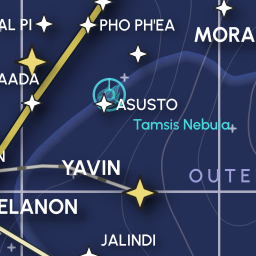 AL PI
PHO PH'EA
MORA
AADA
ASUSTO
Tamsis Nebula
N
YAVIN
OUTE
ELANON
JALINDI